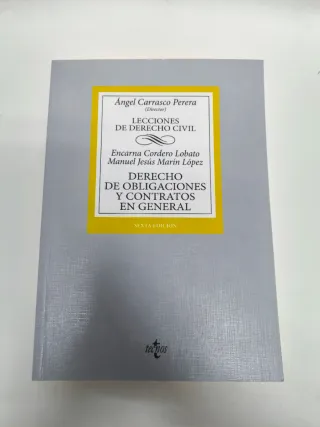 Ángel Carrasco Perera
(Director)
LECCIONES
DE DERECHO CIVIL
Encarna Cordero Lobato
Manuel Jesús Marín López
DERECHO
DE OBLIGACIONES
Y CONTRATOS
EN GENERAL
tecnos